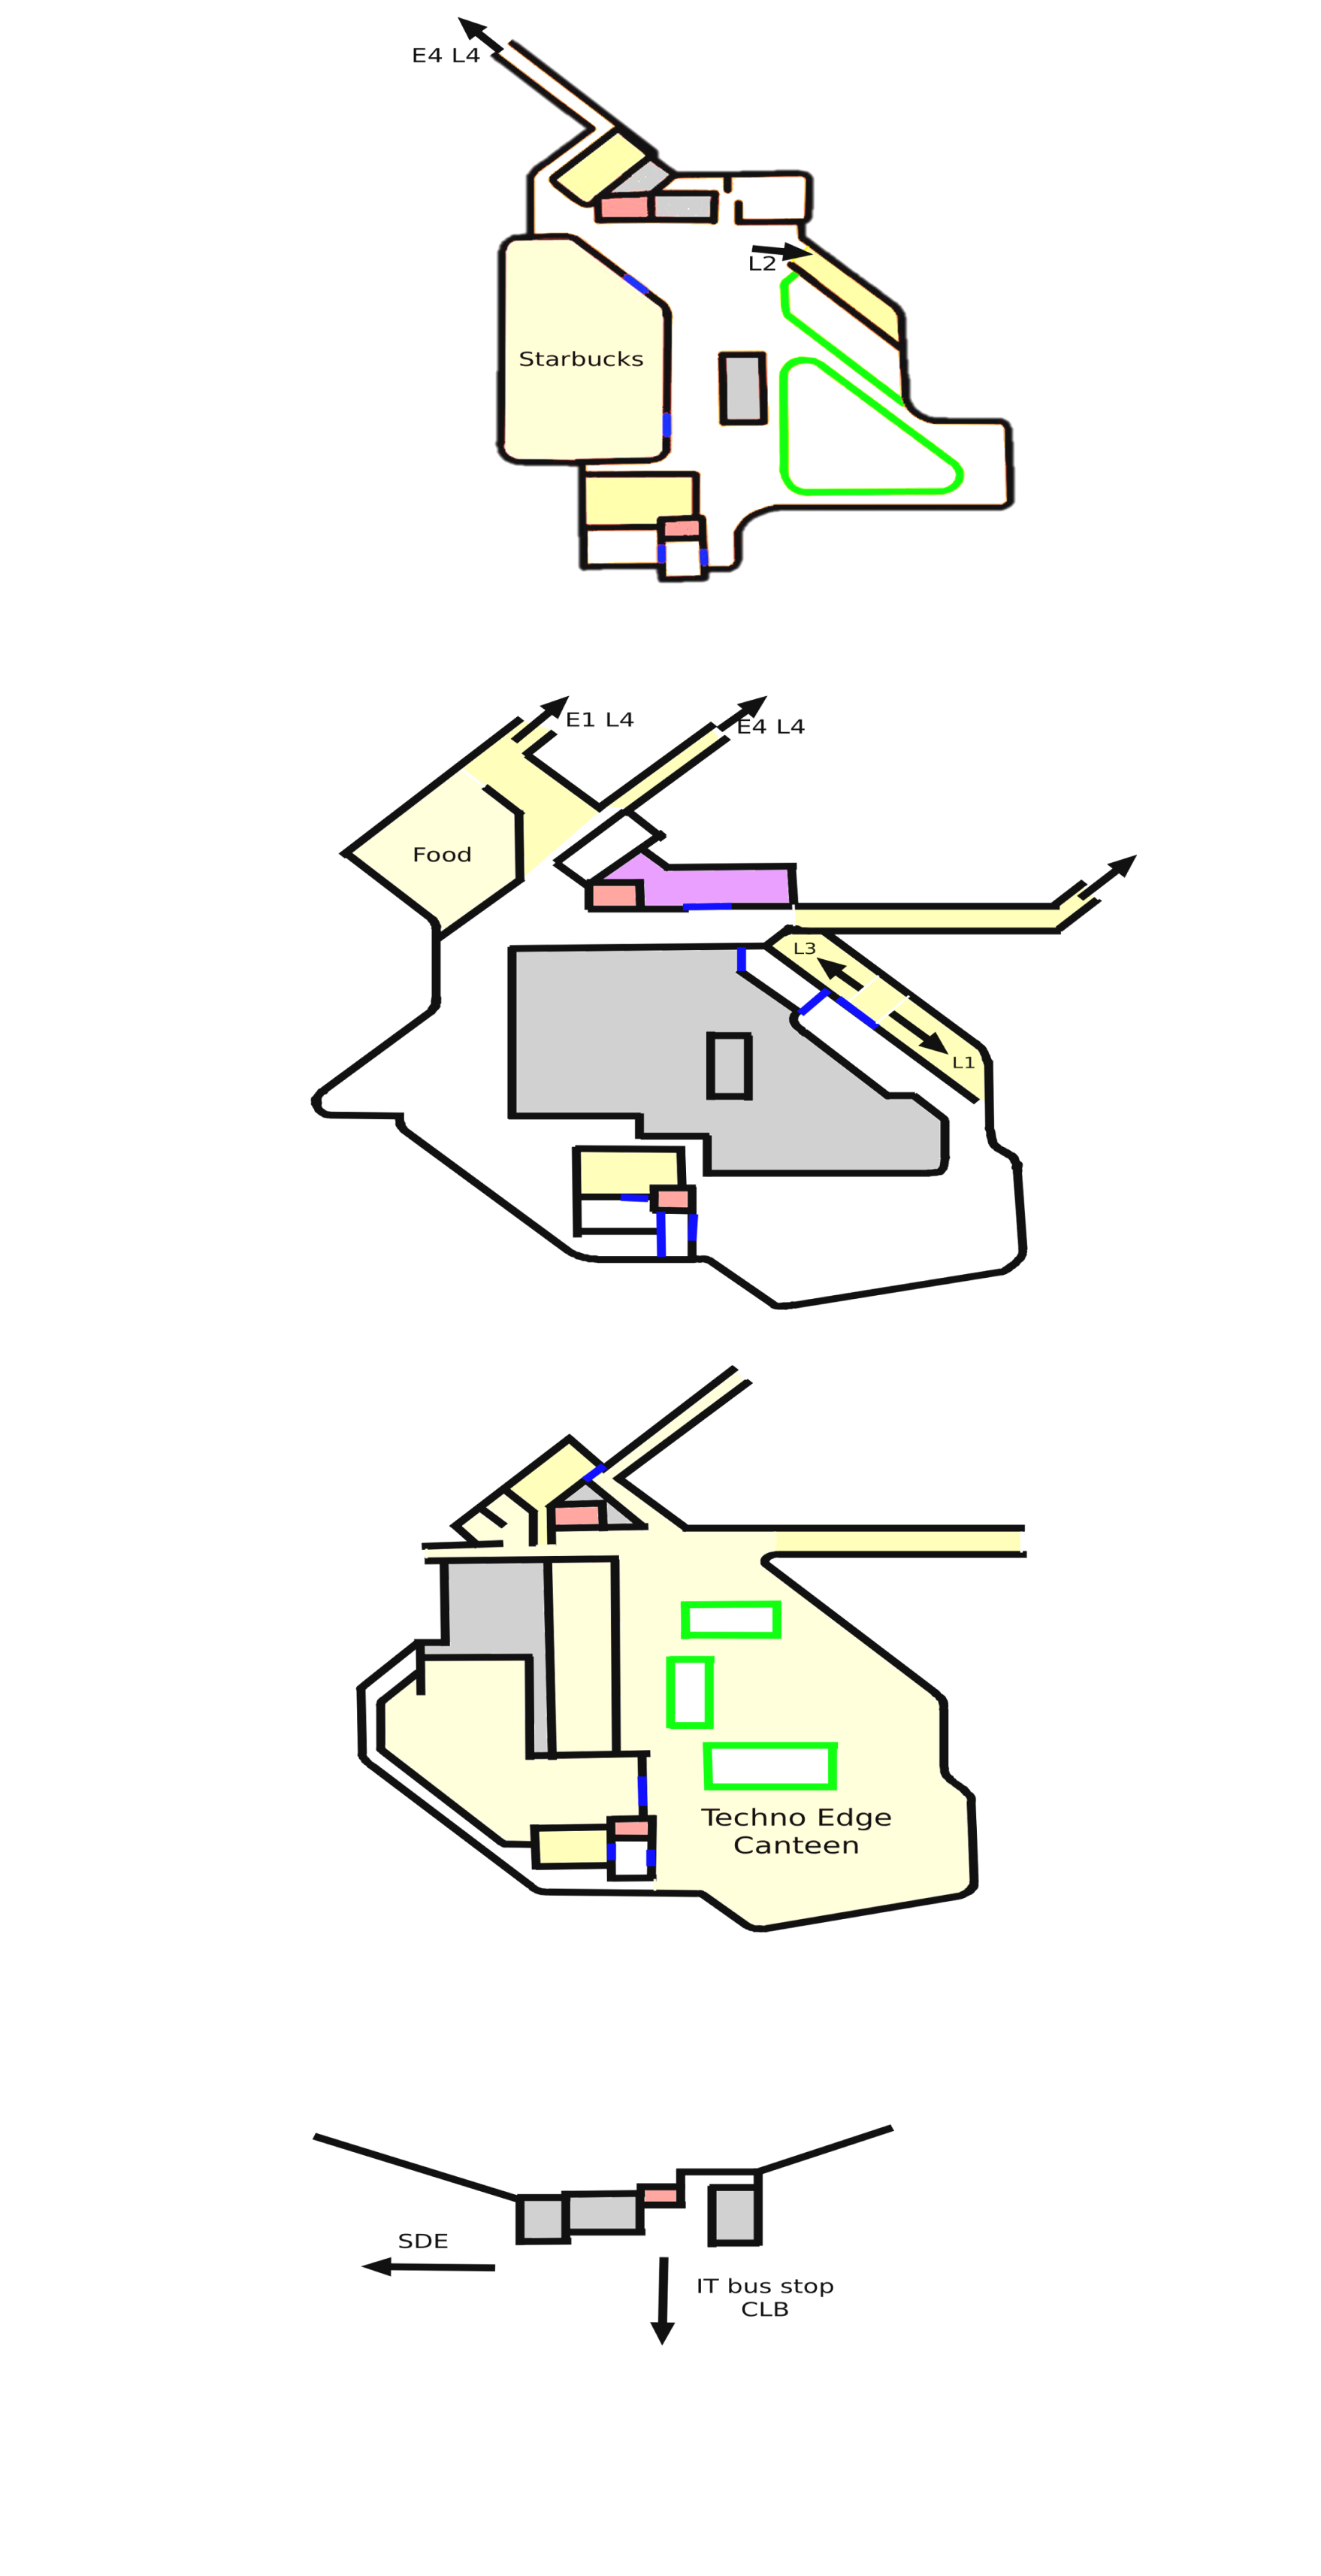 E4 L4
L2
Starbucks
E1 L4
E4 L4
Food
L3
L1
Techno Edge
Canteen
SDE
IT bus stop
CLB